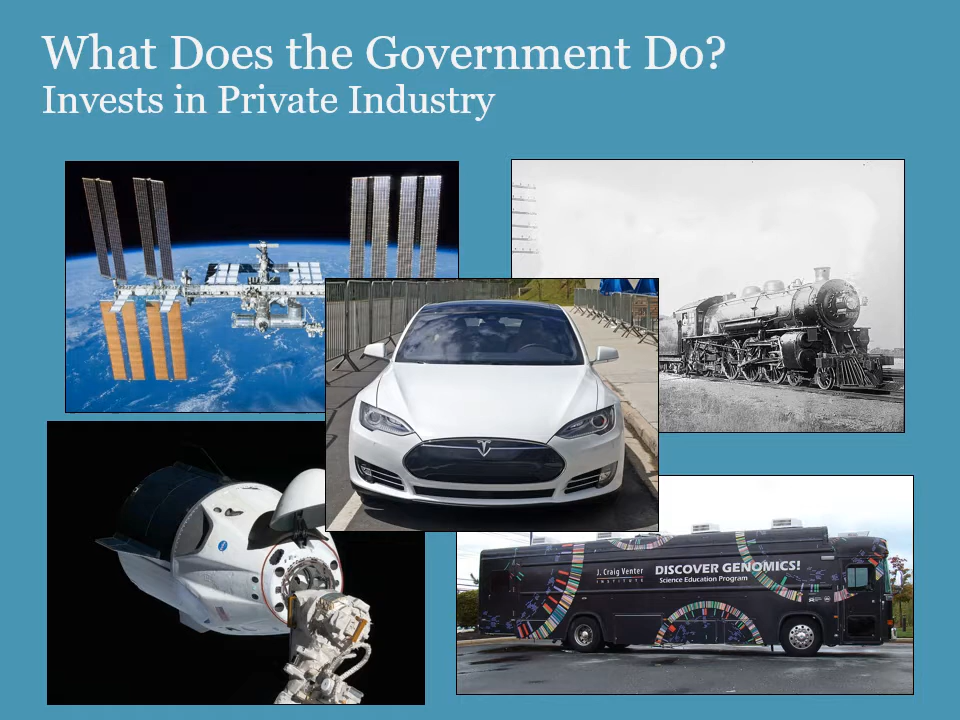 What Does the Government Do?
Invests in Private Industry
J. Craig Venter
INSTITUTE
DISCOVER GENOMICS!
Science Education Program